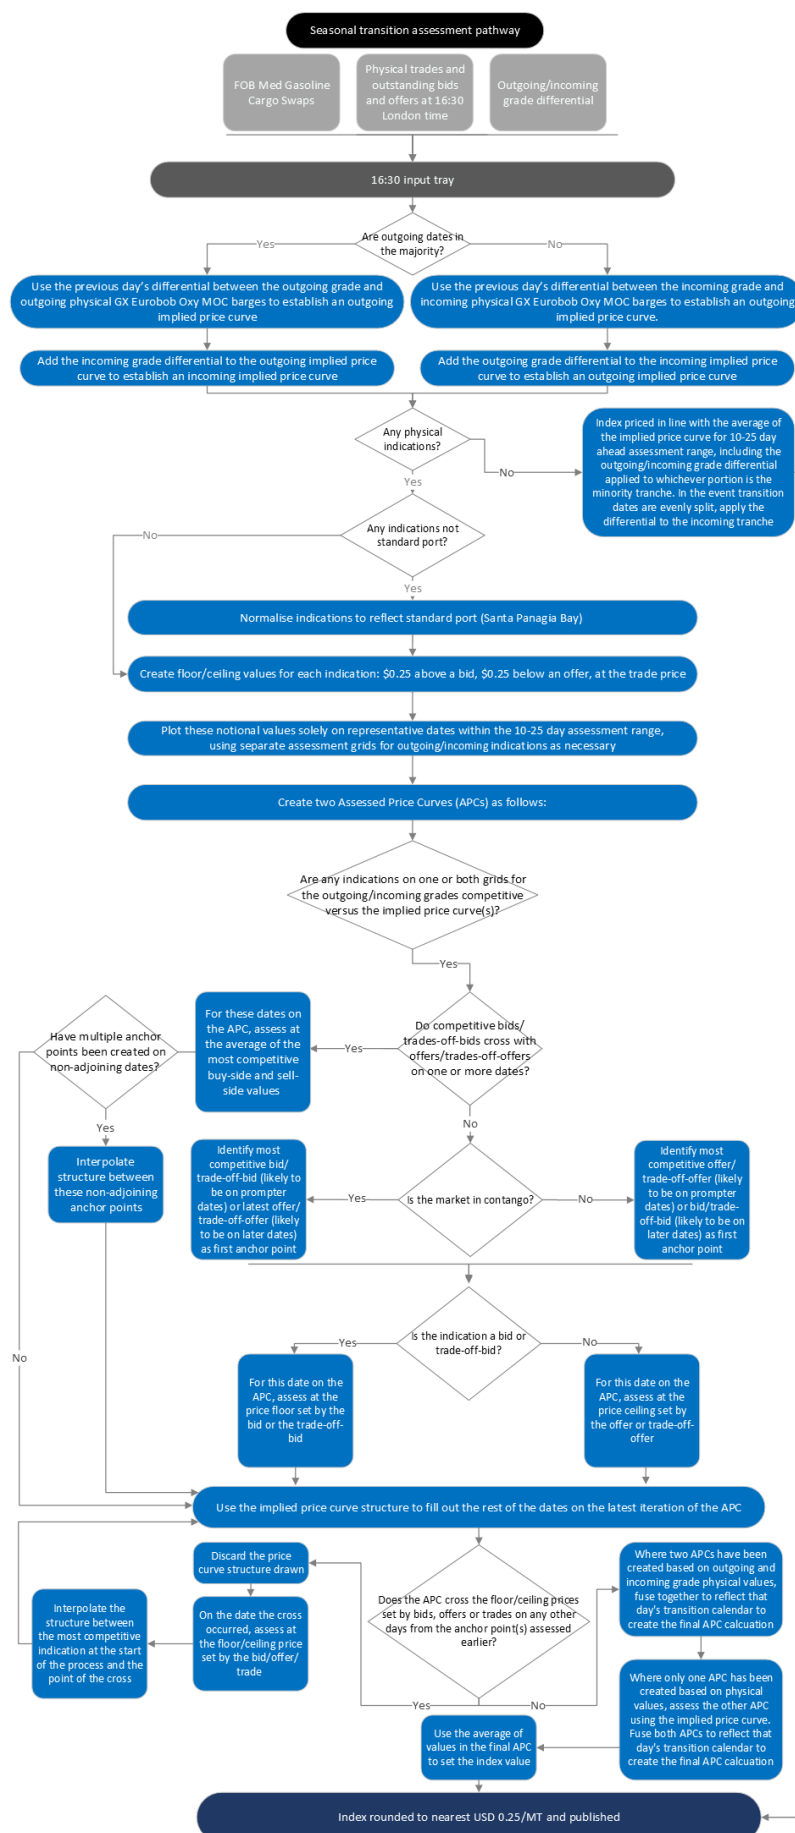 Seasonal transition assessment pathway
FOB Med Gasoline
Cargo Swaps
Physical trades and
outstanding bids
and offers at 16:30
London time
Outgoing/incoming
grade differential
16:30 input tray
Are outgoing dates in
the majority?
Yes
No
Use the previous day's differential between the outgoing grade and
outgoing physical GX Eurobob Oxy MOC barges to establish an outgoing
implied price curve
Use the previous day's differential between the incoming grade and
incoming physical GX Eurobob Oxy MOC barges to establish an outgoing
implied price curve.
Add the incoming grade differential to the outgoing implied price
curve to establish an incoming implied price curve
Add the outgoing grade differential to the incoming implied price
curve to establish an outgoing implied price curve
Any physical
indications?
No
Yes
Index priced in line with the average of
the implied price curve for 10-25 day
ahead assessment range, including the
outgoing/incoming grade differential
applied to whichever portion is the
minority tranche. In the event transition
dates are evenly split, apply the
differential to the incoming tranche
Any indications not
standard port?
No
Yes
Normalise indications to reflect standard port (Santa Panagia Bay)
Create floor/ceiling values for each indication: $0.25 above a bid, $0.25 below an offer, at the trade price
Plot these notional values solely on representative dates within the 10-25 day assessment range,
using separate assessment grids for outgoing/incoming indications as necessary
Create two Assessed Price Curves (APCs) as follows:
Are any indications on one or both grids for
the outgoing/incoming grades competitive
versus the implied price curve(s)?
Yes
Do competitive bids/
trades-off-bids cross with
offers/trades-off-offers
on one or more dates?
Yes
No
For these dates on
the APC, assess at
the average of the
most competitive
buy-side and sell-
side values
Have multiple anchor
points been created on
non-adjoining dates?
Yes
No
Interpolate
structure between
these non-adjoining
anchor points
Is the market in contango?
Yes
No
Identify most
competitive bid/
trade-off-bid (likely
to be on prompter
dates) or latest offer/
trade-off-offer (likely
to be on later dates)
as first anchor point
Identify most
competitive offer/
trade-off-offer (likely
to be on prompter
dates) or bid/trade-
off-bid (likely to be on
later dates) as first
anchor point
Is the indication a bid or
trade-off-bid?
Yes
No
For this date on the
APC, assess at the
price floor set by the
bid or the trade-off-
bid
For this date on the
APC, assess at the
price ceiling set by
the offer or trade-off-
offer
Use the implied price curve structure to fill out the rest of the dates on the latest iteration of the APC
Does the APC cross the floor/ceiling prices
set by bids, offers or trades on any other
days from the anchor point(s) assessed
earlier?
Yes
No
Discard the price
curve structure drawn
On the date the cross
occurred, assess at
the floor/ceiling price
set by the bid/offer/
trade
Interpolate the
structure between
the most competitive
indication at the start
of the process and the
point of the cross
Where two APCs have been
created based on outgoing and
incoming grade physical values,
fuse together to reflect that
day's transition calendar to
create the final APC calcuation
Where only one APC has been
created based on physical
values, assess the other APC
using the implied price curve.
Fuse both APCs to reflect that
day's transition calendar to
create the final APC calcuation
Use the average of
values in the final APC
to set the index value
Index rounded to nearest USD 0.25/MT and published